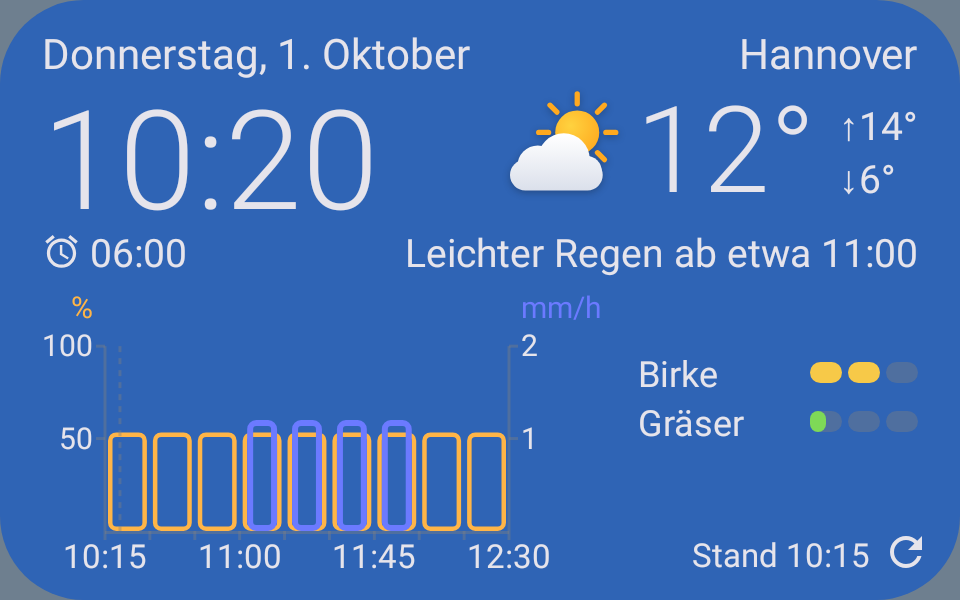 Donnerstag, 1. Oktober
Hannover
10:20
12°
↑14°
↓6°
06:00
Leichter Regen ab etwa 11:00
%
mm/h
100
2
50
1
Birke
Gräser
10:15 11:00 11:45 12:30
Stand 10:15